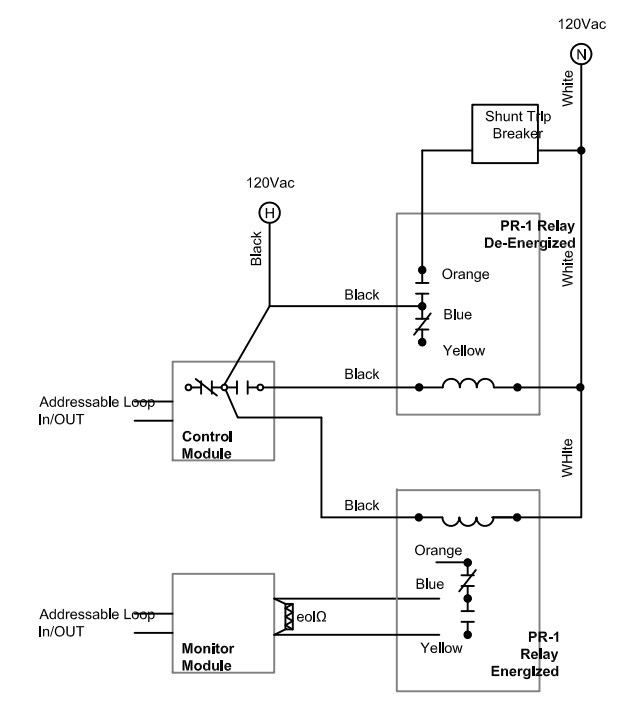 120Vac
N
White
Shunt Trip
Breaker
120Vac
H
Black
PR-1 Relay
De-Energized
White
Orange
Black
Blue
Yellow
Black
Addressable Loop
In/OUT
Control
Module
WHIte
Black
Orange
Blue
Addressable Loop
In/OUT
eolΩ
Monitor
Module
Yellow
PR-1
Relay
Energized